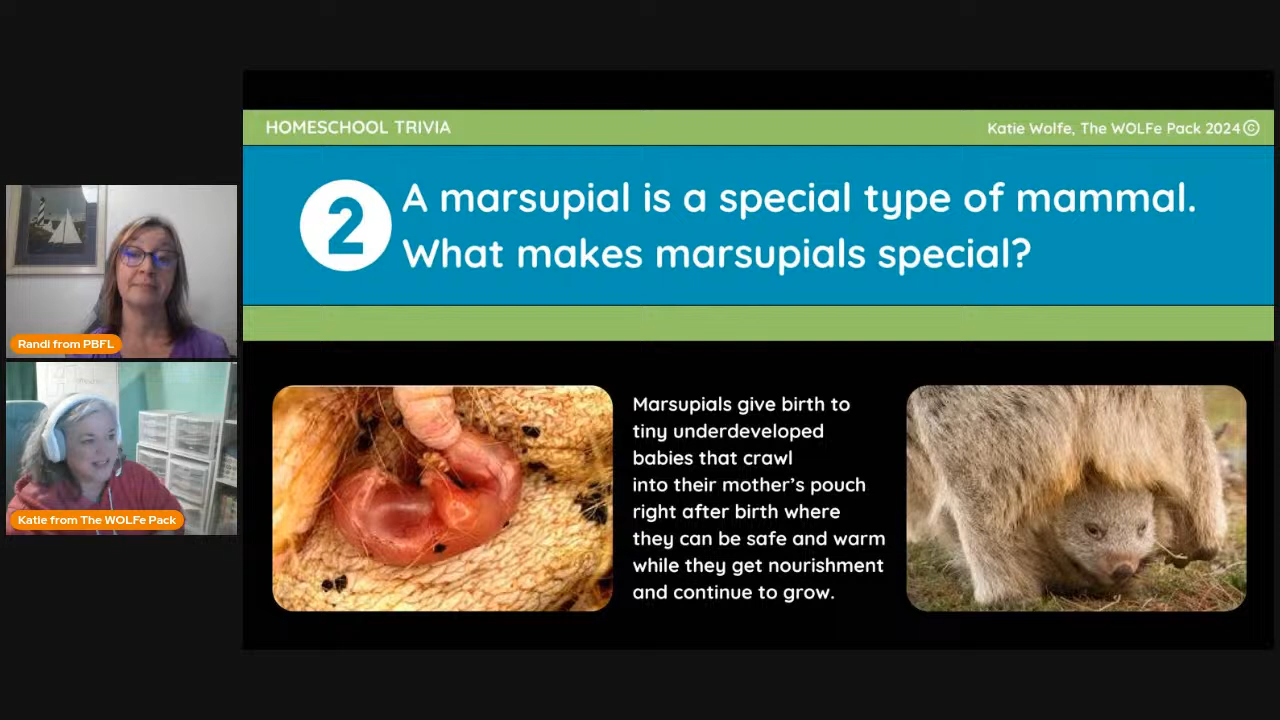 HOMESCHOOL TRIVIA
Katie Wolfe, The WOLFe Pack 2024©
2
A marsupial is a special type of mammal.
What makes marsupials special?
Marsupials give birth to
tiny underdeveloped
babies that crawl
into their mother's pouch
right after birth where
they can be safe and warm
while they get nourishment
and continue to grow.
Randi from PBFL
Katie from The WOLFe Pack